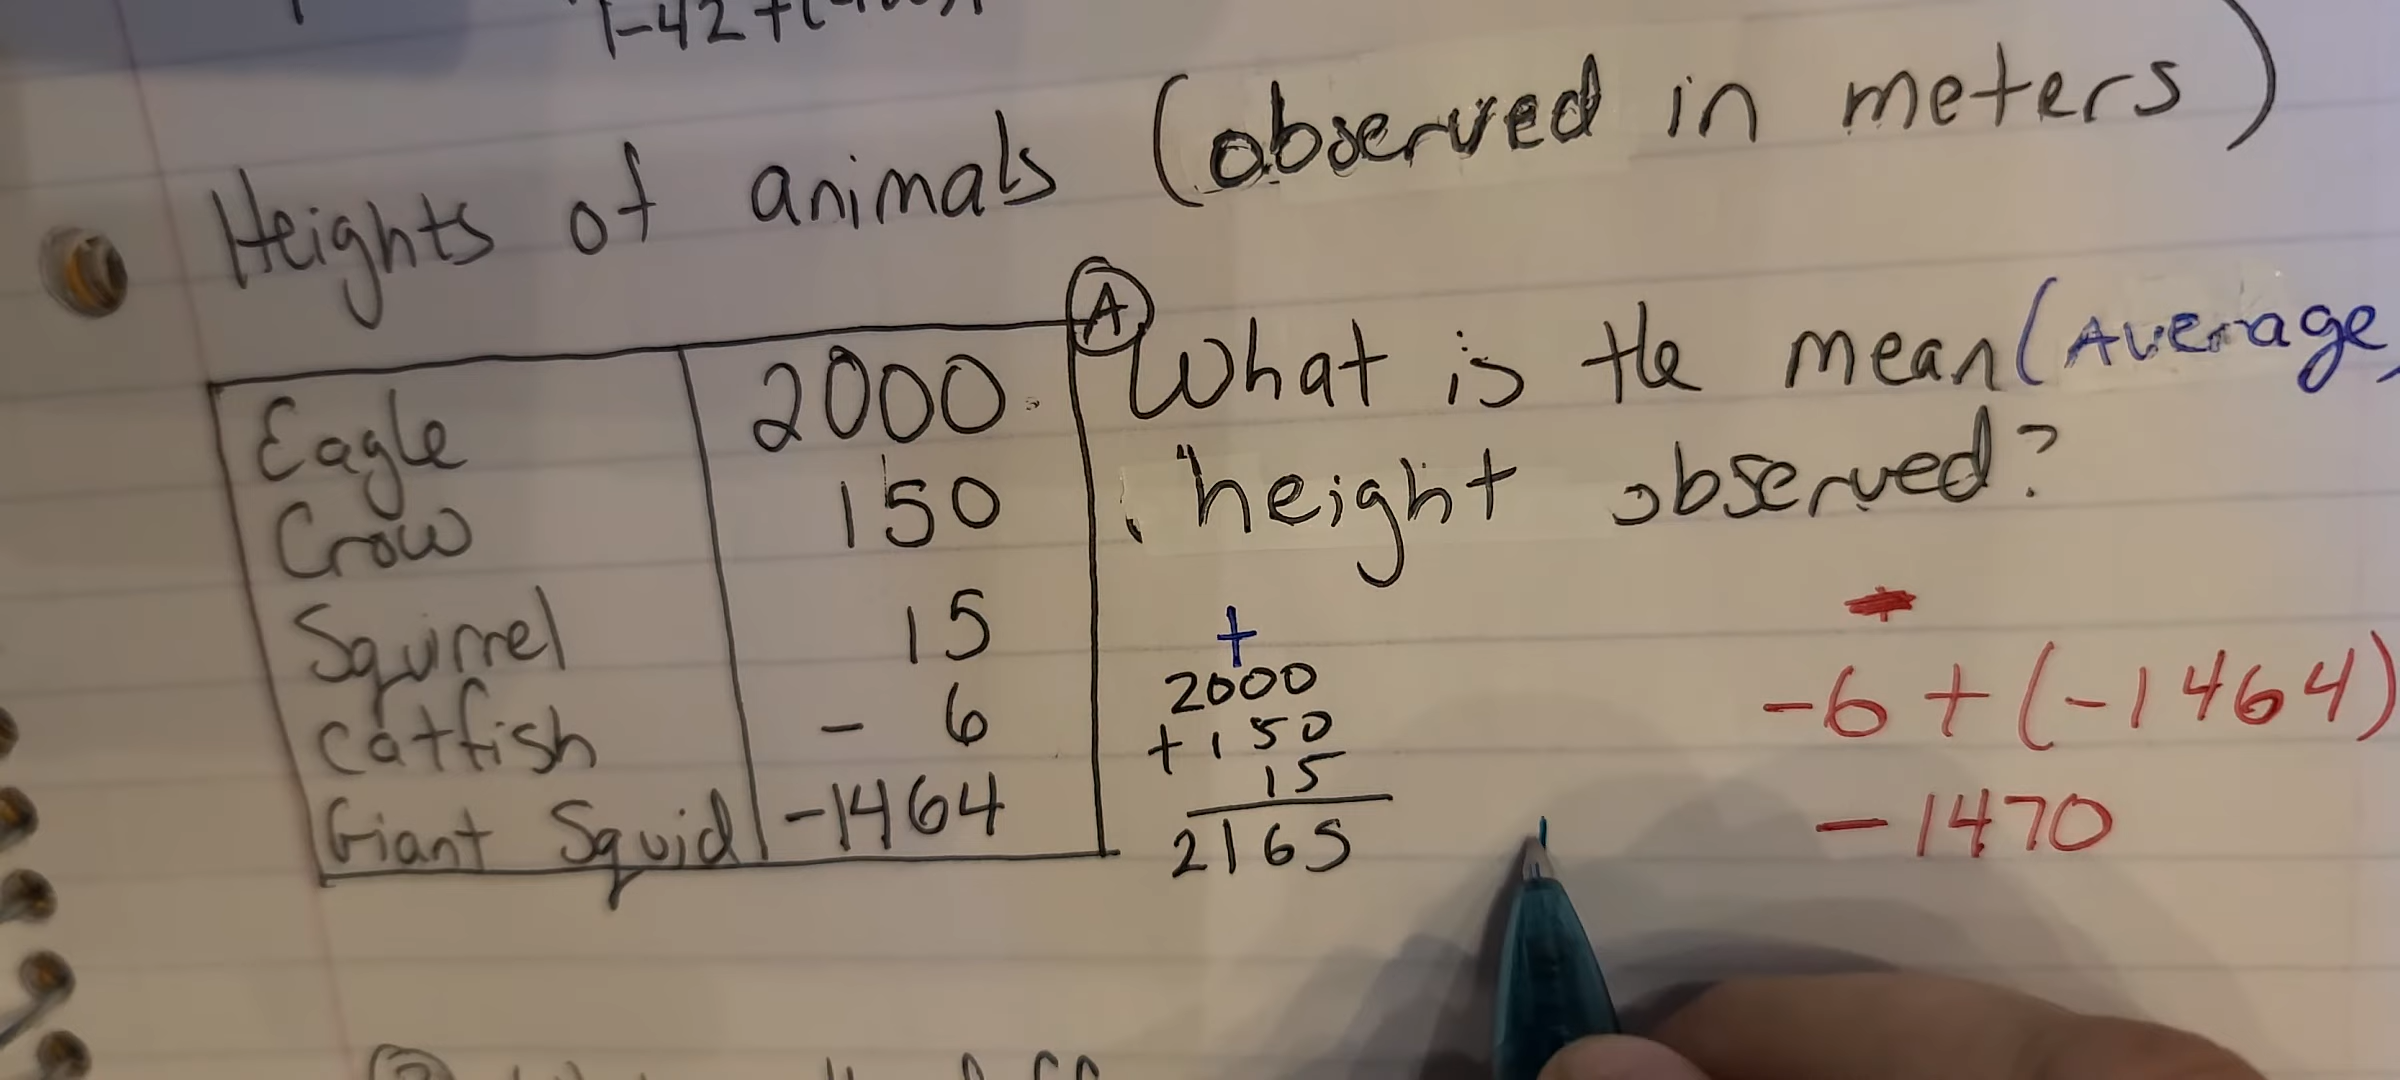 Heights of animals (observed in meters)
A What is the mean (Average,
height observed?
Eagle 2000
Crow 150
Squirrel 15
Catfish - 6
Giant Squid -1464
+
2000
+150
15
2165
-6+(-1464)
-1470